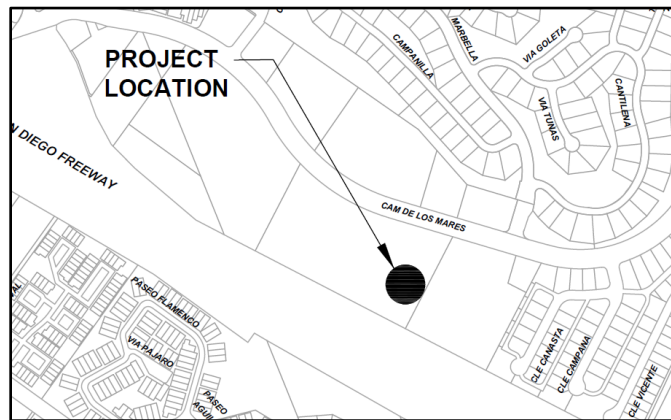 PROJECT
LOCATION
MARBELLA
CAMPANILLA
VIA GOLETA
VIA TUNAS
CANTILENA
N DIEGO FREEWAY
CAM DE LOS MARES
PASEO FLAMENCO
VIA PAJARO
PASEO
AGUIL
CLE CANASTA
CLE CAMPANA
CLE VICENTE